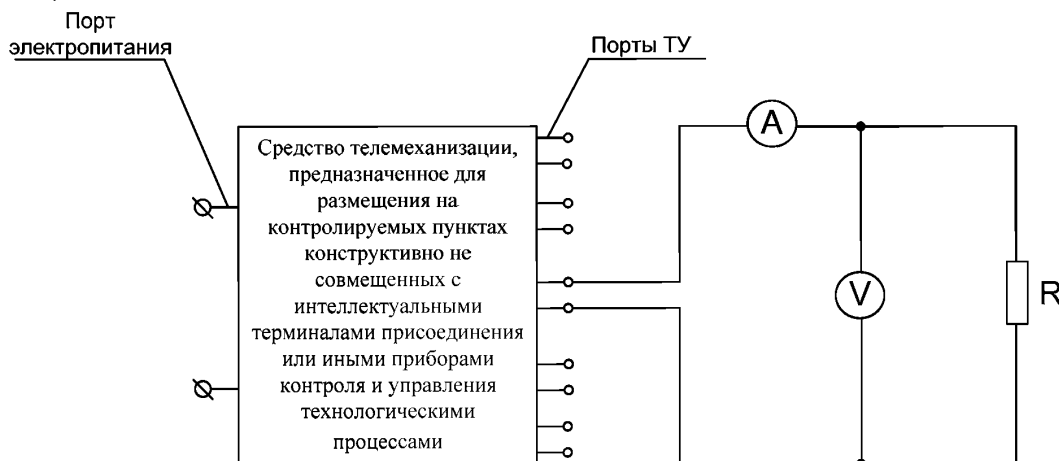 Порт
электропитания
Порты ТУ
Средство телемеханизации,
предназначенное для
размещения на
контролируемых пунктах
конструктивно не
совмещенных с
интеллектуальными
терминалами присоединения
или иными приборами
контроля и управления
технологическими
процессами
A
V
R